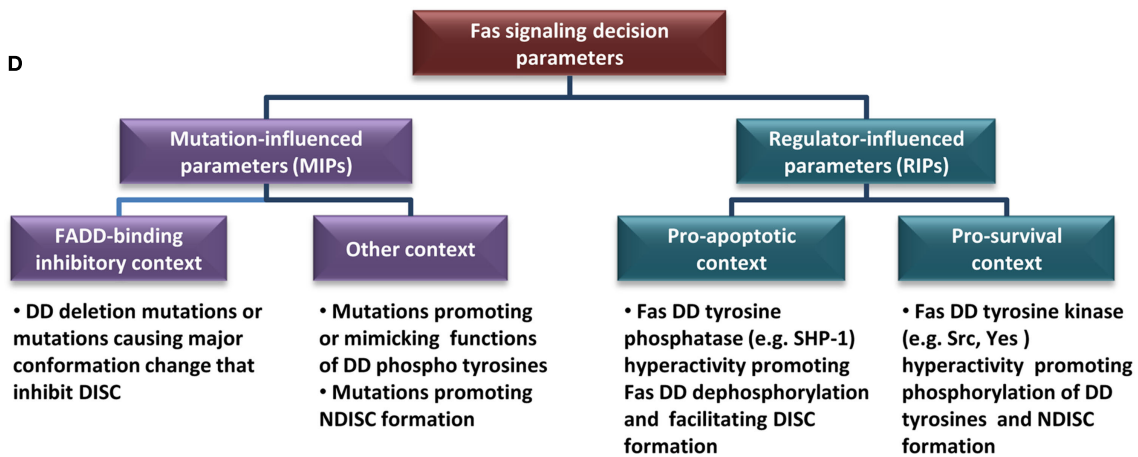 D
Fas signaling decision
parameters
Mutation-influenced
parameters (MIPs)
Regulator-influenced
parameters (RIPs)
FADD-binding
inhibitory context
Other context
Pro-apoptotic
context
Pro-survival
context
• DD deletion mutations or
mutations causing major
conformation change that
inhibit DISC
• Mutations promoting
or mimicking functions
of DD phospho tyrosines
• Mutations promoting
NDISC formation
• Fas DD tyrosine
phosphatase (e.g. SHP-1)
hyperactivity promoting
Fas DD dephosphorylation
and facilitating DISC
formation
• Fas DD tyrosine kinase
(e.g. Src, Yes )
hyperactivity promoting
phosphorylation of DD
tyrosines and NDISC
formation